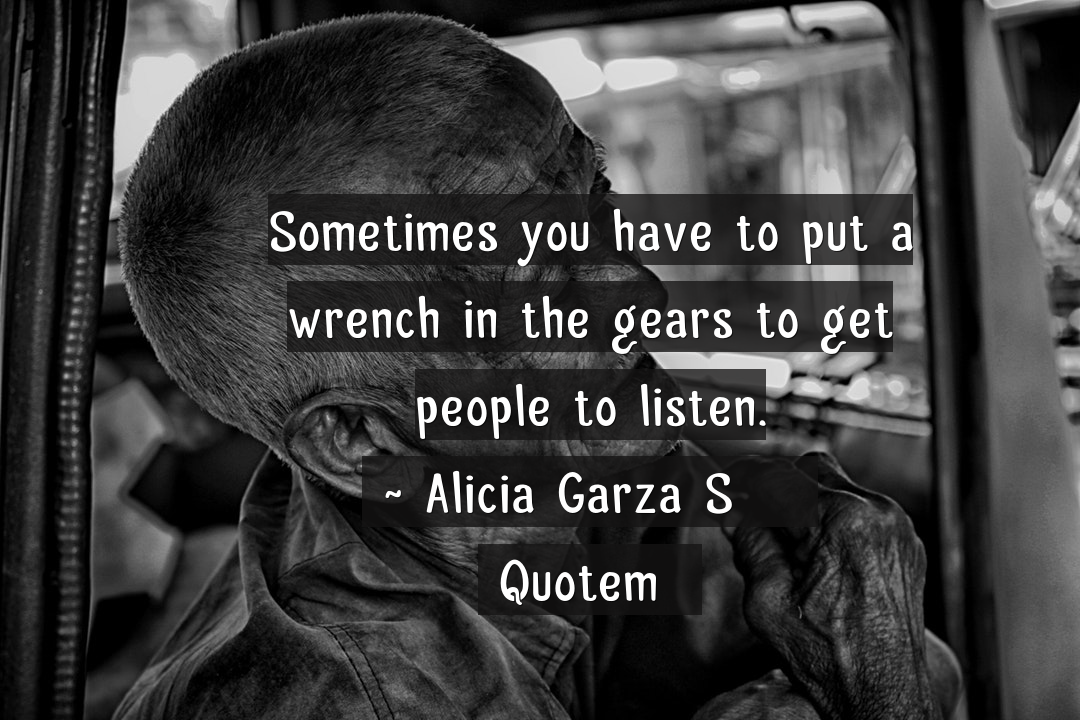 Sometimes you have to put a
wrench in the gears to get
people to listen.
~ Alicia Garza S
Quotem